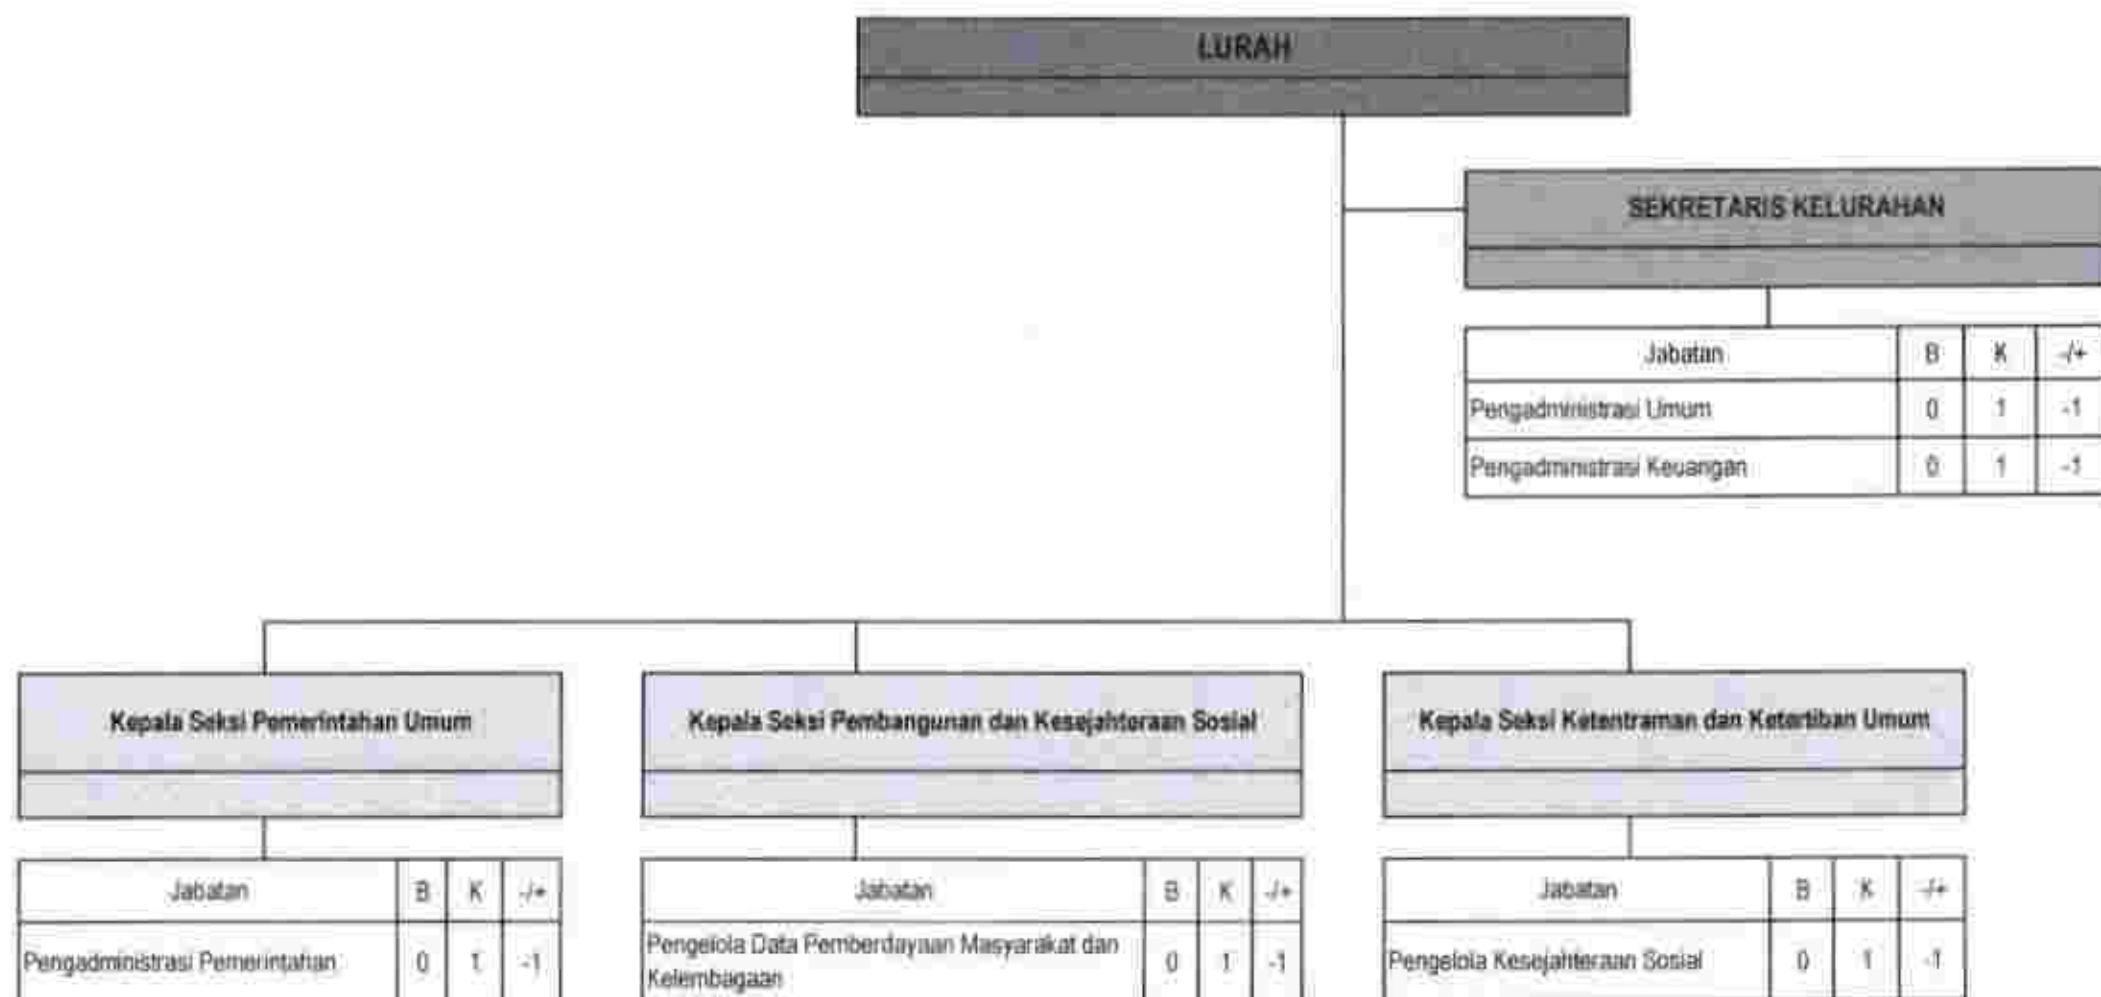 LURAH
SEKRETARIS KELURAHAN
Jabatan B K -/+
Pengadministrasi Umum 0 1 -1
Pengadministrasi Keuangan 0 1 -1
Kepala Seksi Pemerintahan Umum
Jabatan B K -/+
Pengadministrasi Pemerintahan 0 1 -1
Kepala Seksi Pembangunan dan Kesejahteraan Sosial
Jabatan B K -/+
Pengelola Data Pemberdayaan Masyarakat dan
Kelembagaan 0 1 -1
Kepala Seksi Ketentraman dan Ketertiban Umum
Jabatan B K -/+
Pengelola Kesejahteraan Sosial 0 1 -1